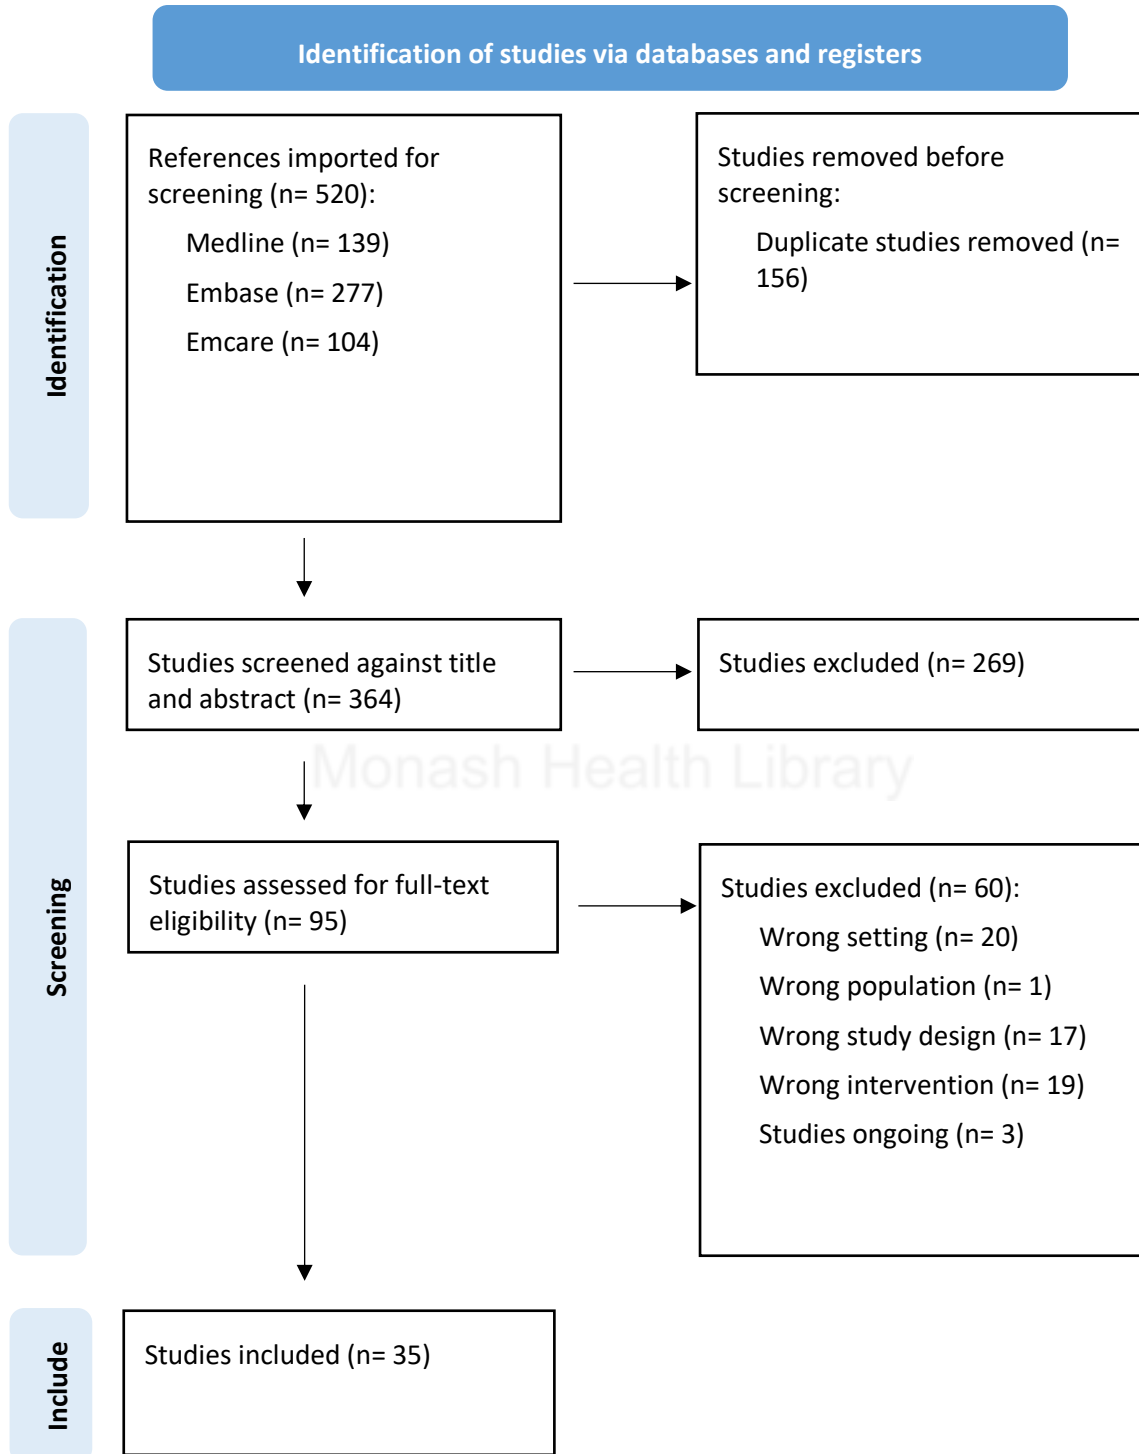 Identification of studies via databases and registers
Identification
References imported for
screening (n= 520):
Medline (n= 139)
Embase (n= 277)
Emcare (n= 104)
Studies removed before
screening:
Duplicate studies removed (n=
156)
Screening
Studies screened against title
and abstract (n= 364)
Studies excluded (n= 269)
Monash Health Library
Studies assessed for full-text
eligibility (n= 95)
Studies excluded (n= 60):
Wrong setting (n= 20)
Wrong population (n= 1)
Wrong study design (n= 17)
Wrong intervention (n= 19)
Studies ongoing (n= 3)
Include
Studies included (n= 35)